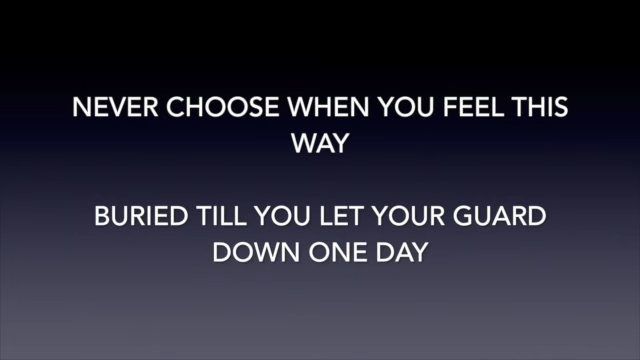 NEVER CHOOSE WHEN YOU FEEL THIS
WAY
BURIED TILL YOU LET YOUR GUARD
DOWN ONE DAY